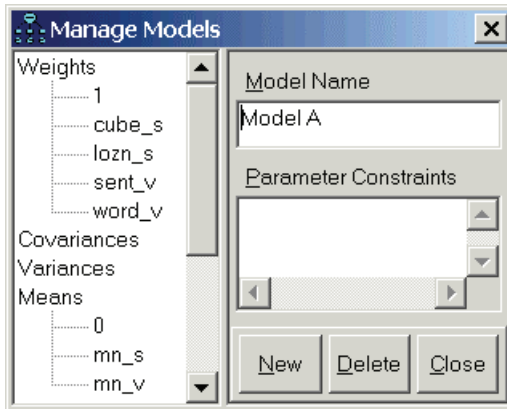 Manage Models
Weights
1
cube_s
lozn_s
sent_v
word_v
Covariances
Variances
Means
0
mn_s
mn_v
Model Name
Model A
Parameter Constraints
New
Delete
Close